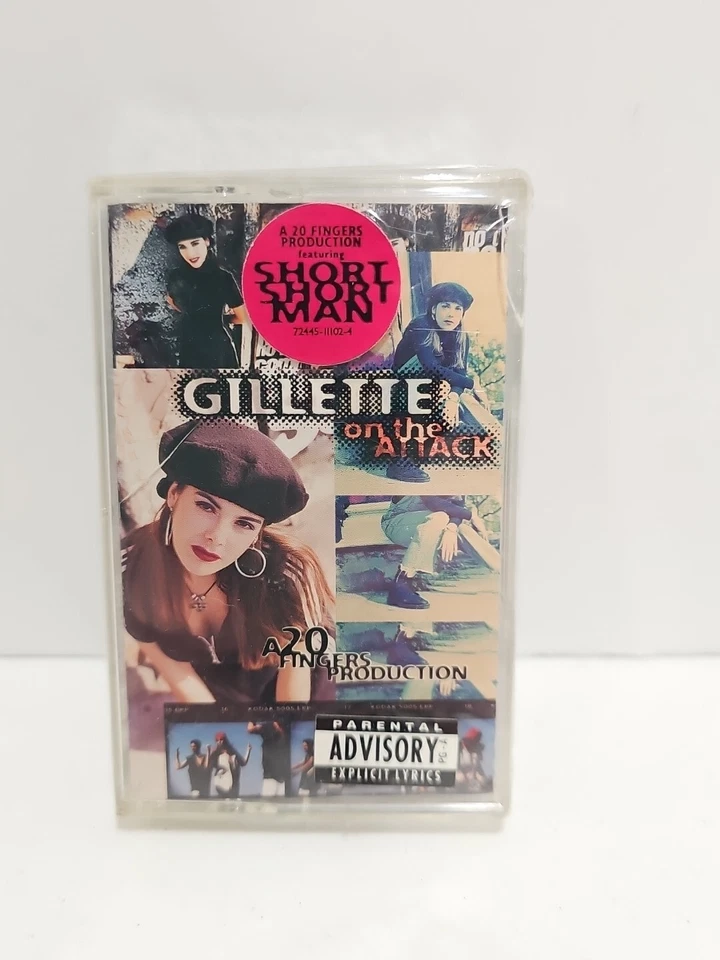 A 20 FINGERS
PRODUCTION
featuring
SHORT
SHORT
MAN
72445-11102-4
GILLETTE
on the
ATTACK
A 20
FINGERS
PRODUCTION
PARENTAL
ADVISORY
EXPLICIT LYRICS